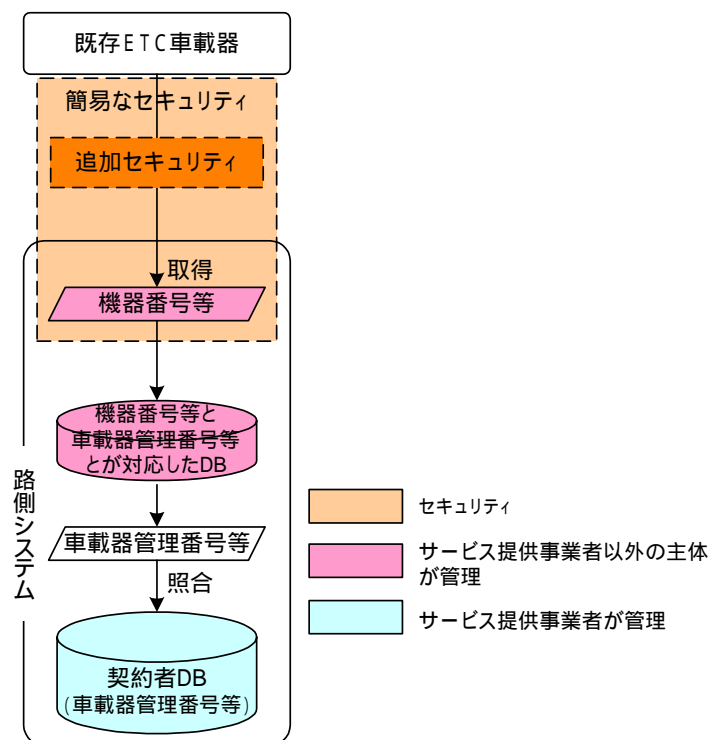 既存ETC車載器
簡易なセキュリティ
追加セキュリティ
取得
機器番号等
機器番号等と
車載器管理番号等
とが対応したDB
車載器管理番号等
照合
契約者DB
(車載器管理番号等)
路側システム
セキュリティ
サービス提供事業者以外の主体
が管理
サービス提供事業者が管理